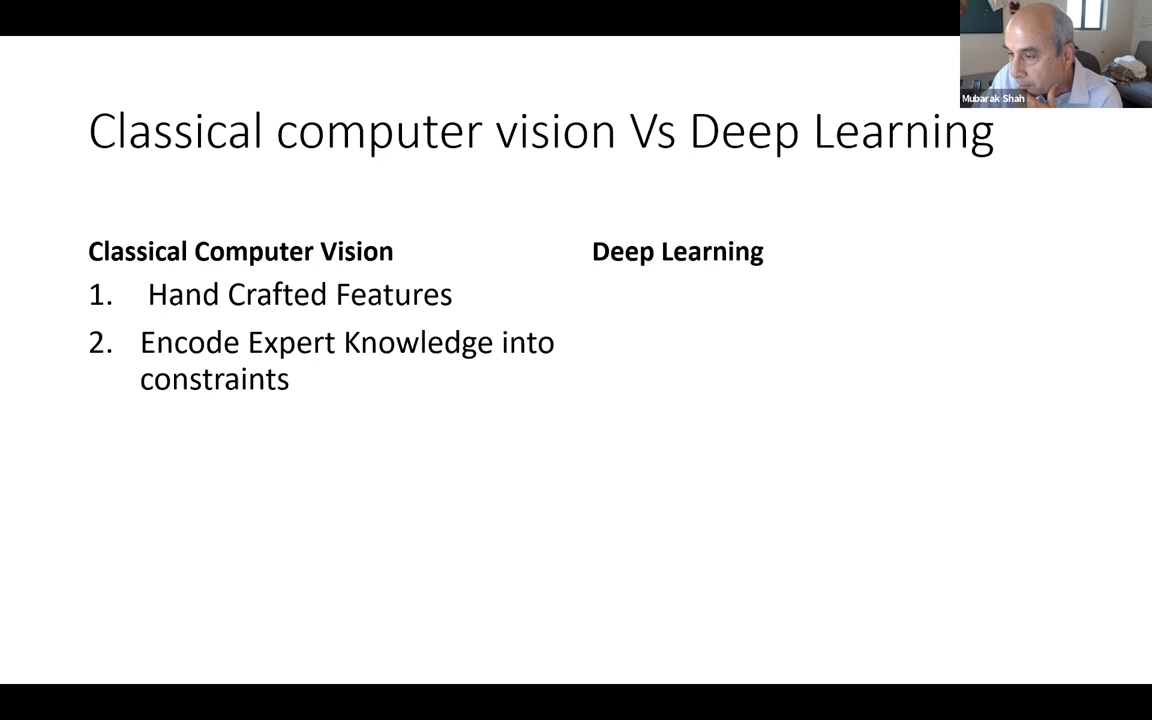 Mubarak Shah
Classical computer vision Vs Deep Learning
Classical Computer Vision
1. Hand Crafted Features
2. Encode Expert Knowledge into
constraints
Deep Learning